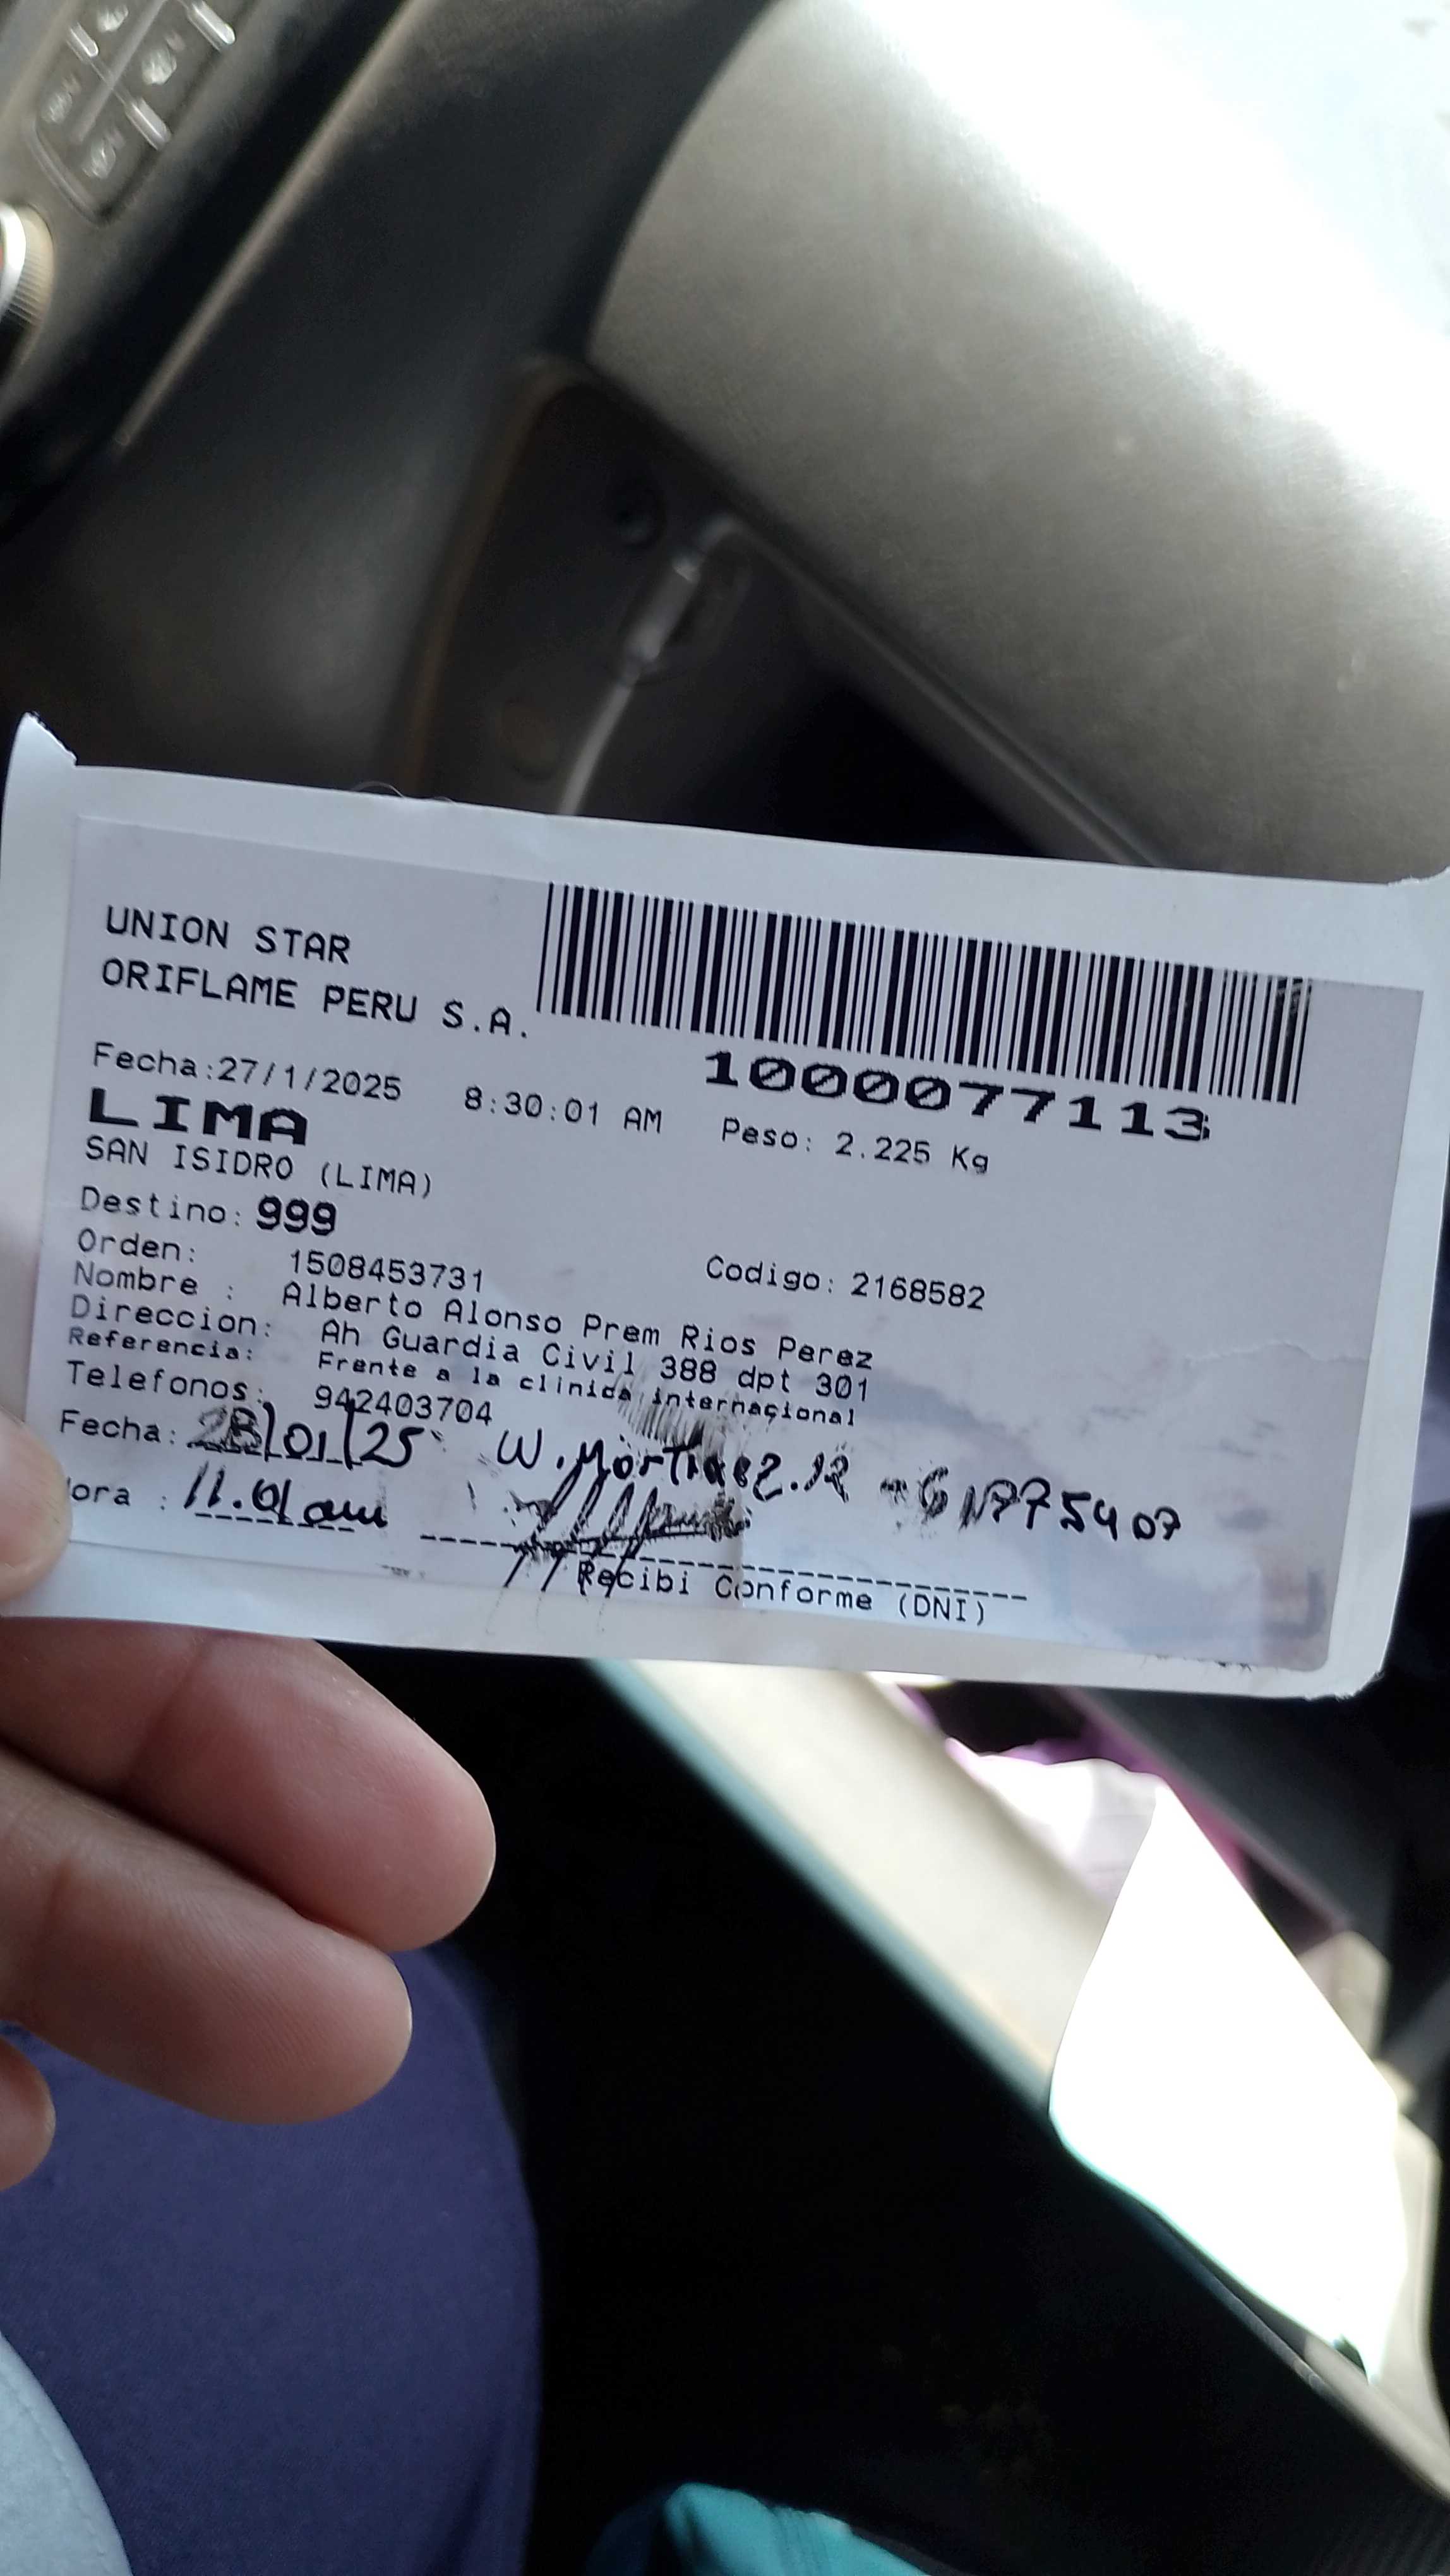 UNION STAR
ORIFLAME PERU S.A.
1000077113
Fecha:27/1/2025 8:30:01 AM Peso: 2.225 Kg
LIMA
SAN ISIDRO (LIMA)
Destino: 999
Orden: 1508453731 Codigo: 2168582
Nombre : Alberto Alonso Prem Rios Perez
Direccion: Ah Guardia Civil 388 dpt 301
Referencia: Frente a la clinica internacional
Telefonos: 942403704
Fecha: 28/01/25 W.
ora : 11.01 am
Recibi Conforme (DNI)